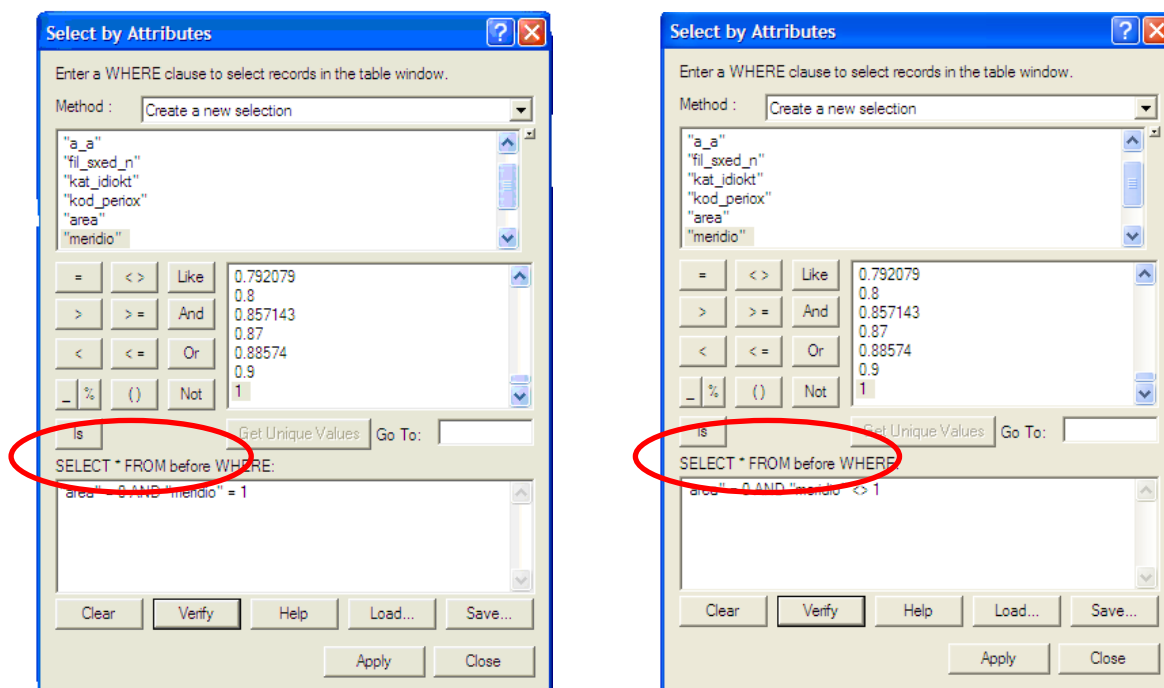 Select by Attributes
Enter a WHERE clause to select records in the table window.
Method :
Create a new selection
"a_a"
"fil_sxed_n"
"kat_idiokt"
"kod_periox"
"area"
"meridio"
= < > Like
> > = And
< < = Or
_ % ( ) Not
0.792079
0.8
0.857143
0.87
0.88574
0.9
1
Is
Get Unique Values
Go To:
SELECT * FROM before WHERE:
"area" = 0 AND "meridio" = 1
Clear Verify Help Load... Save...
Apply Close
Select by Attributes
Enter a WHERE clause to select records in the table window.
Method :
Create a new selection
"a_a"
"fil_sxed_n"
"kat_idiokt"
"kod_periox"
"area"
"meridio"
= < > Like
> > = And
< < = Or
_ % ( ) Not
0.792079
0.8
0.857143
0.87
0.88574
0.9
1
Is
Get Unique Values
Go To:
SELECT * FROM before WHERE:
"area" = 0 AND "meridio" <> 1
Clear Verify Help Load... Save...
Apply Close